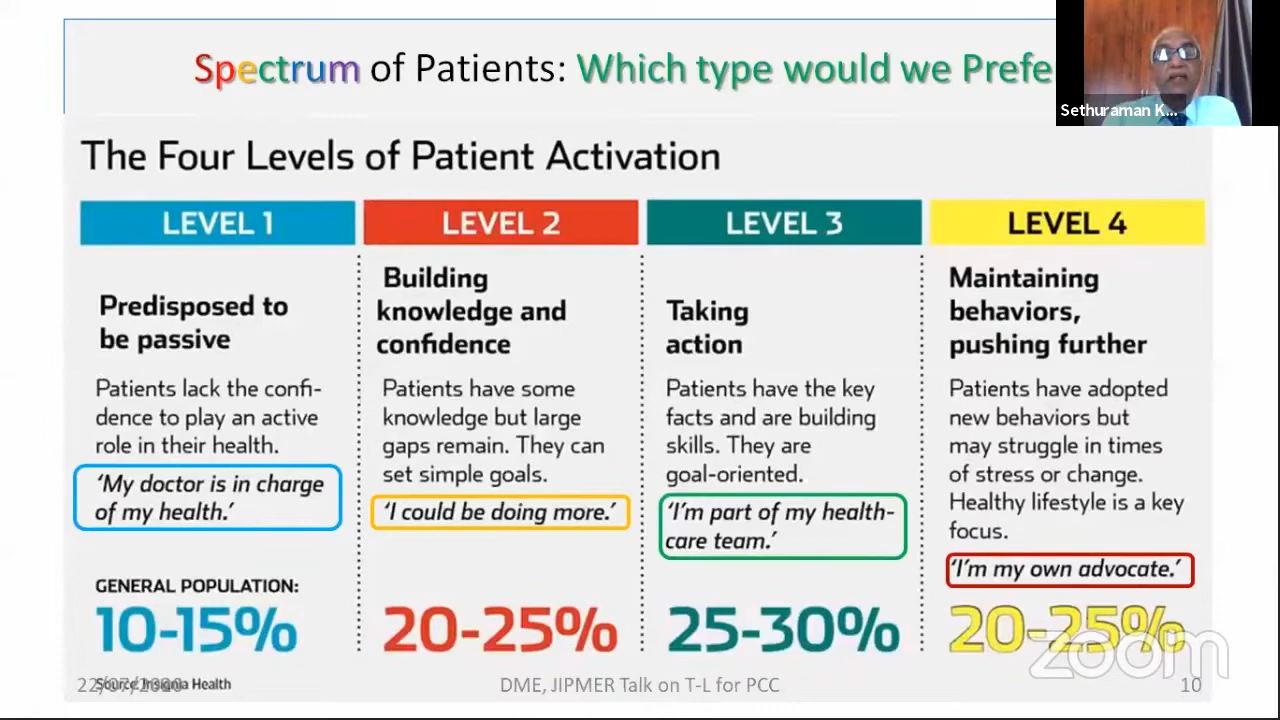 Spectrum of Patients: Which type would we Prefe
Sethuraman K...
The Four Levels of Patient Activation
LEVEL 1
Predisposed to
be passive
Patients lack the confi-
dence to play an active
role in their health.
‘My doctor is in charge
of my health.’
GENERAL POPULATION:
10-15%
LEVEL 2
Building
knowledge and
confidence
Patients have some
knowledge but large
gaps remain. They can
set simple goals.
‘I could be doing more.’
20-25%
LEVEL 3
Taking
action
Patients have the key
facts and are building
skills. They are
goal-oriented.
‘I’m part of my health-
care team.’
25-30%
LEVEL 4
Maintaining
behaviors,
pushing further
Patients have adopted
new behaviors but
may struggle in times
of stress or change.
Healthy lifestyle is a key
focus.
‘I’m my own advocate.’
20-25%
zoom
Source: Insignia Health
DME, JIPMER Talk on T-L for PCC
10